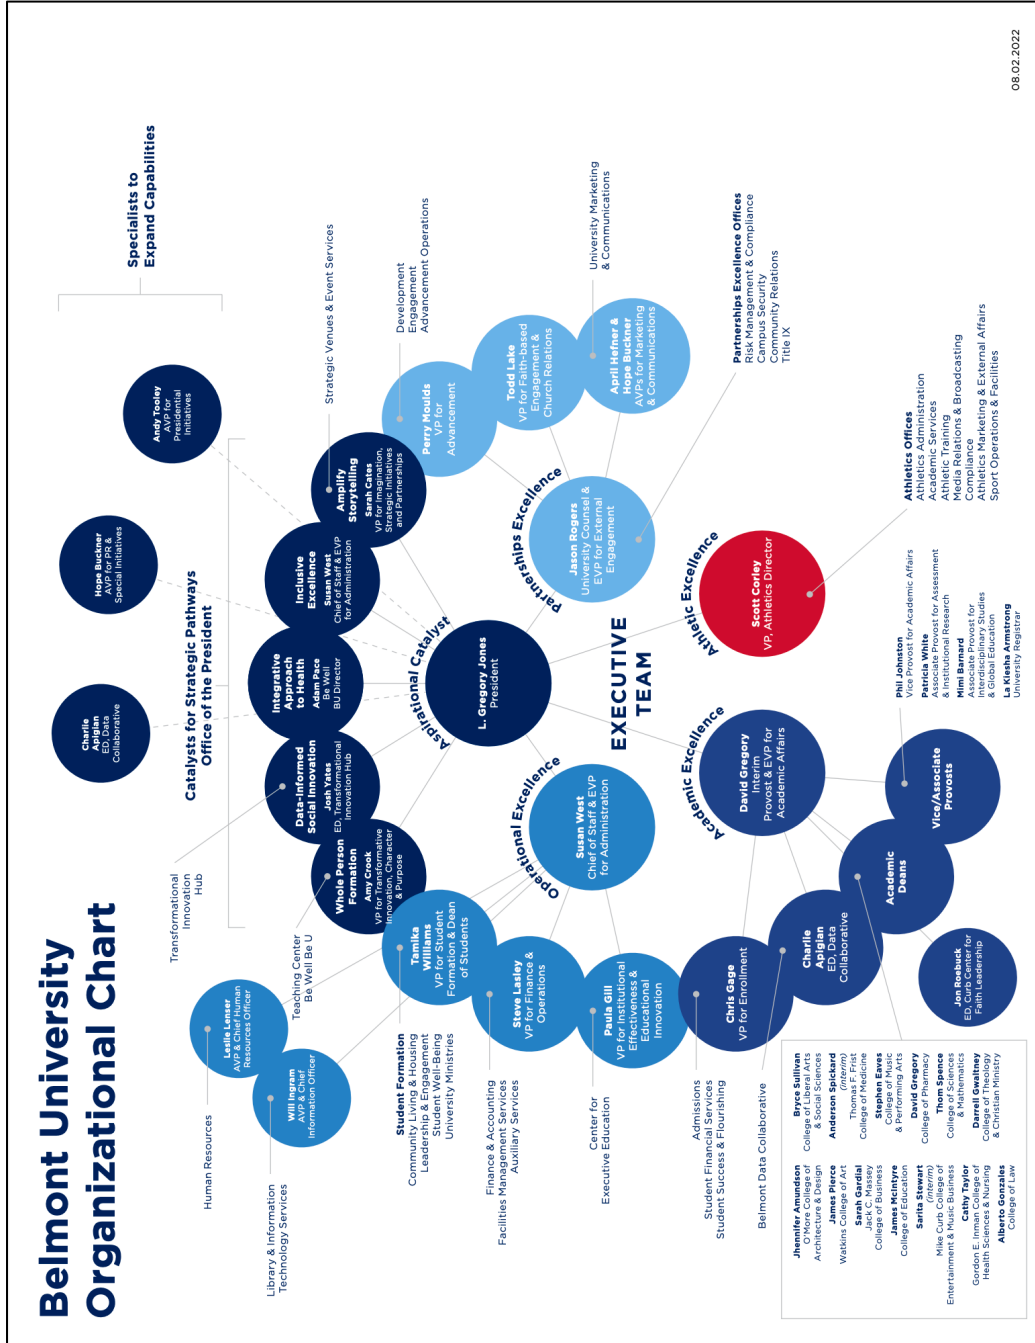 Belmont University
Organizational Chart
Specialists to
Expand Capabilities
Charlie
Apigian
ED, Data
Collaborative
Hope Buckner
AVP for PR &
Special Initiatives
Andy Tooley
AVP for
Presidential
Initiatives
Catalysts for Strategic Pathways
Office of the President
Transformational
Innovation
Hub
Teaching Center
Be Well Be U
Strategic Venues & Event Services
Whole Person
Formation
Amy Crook
VP for Transformative
Innovation, Character
& Purpose
Data-Informed
Social Innovation
Josh Yates
ED, Transformational
Innovation Hub
Integrative
Approach
to Health
Adam Pace
Be Well
BU Director
Inclusive
Excellence
Susan West
Chief of Staff & EVP
for Administration
Amplify
Storytelling
Sarah Cates
VP for Imagination,
Strategic Initiatives
and Partnerships
Aspirational Catalyst
L. Gregory Jones
President
EXECUTIVE
TEAM
Human Resources
Leslie Lenser
AVP & Chief Human
Resources Officer
Library & Information
Technology Services
Will Ingram
AVP & Chief
Information Officer
Operational Excellence
Susan West
Chief of Staff & EVP
for Administration
Tamika
Williams
VP for Student
Formation & Dean
of Students
Student Formation
Community Living & Housing
Leadership & Engagement
Student Well-Being
University Ministries
Steve Lasley
VP for Finance &
Operations
Finance & Accounting
Facilities Management Services
Auxiliary Services
Paula Gill
VP for Institutional
Effectiveness &
Educational
Innovation
Center for
Executive Education
Partnerships Excellence
Jason Rogers
University Counsel &
EVP for External
Engagement
Perry Moulds
VP for
Advancement
Development
Engagement
Advancement Operations
Todd Lake
VP for Faith-based
Engagement &
Church Relations
April Hefner &
Hope Buckner
AVPs for Marketing
& Communications
University Marketing
& Communications
Partnerships Excellence Offices
Risk Management & Compliance
Campus Security
Community Relations
Title IX
Athletic Excellence
Scott Corley
VP, Athletics Director
Athletics Offices
Athletics Administration
Academic Services
Athletic Training
Media Relations & Broadcasting
Compliance
Athletics Marketing & External Affairs
Sport Operations & Facilities
Academic Excellence
David Gregory
Interim
Provost & EVP for
Academic Affairs
Chris Gage
VP for Enrollment
Admissions
Student Financial Services
Student Success & Flourishing
Charlie
Apigian
ED, Data
Collaborative
Belmont Data Collaborative
Academic
Deans
Vice/Associate
Provosts
Jon Roebuck
ED, Curb Center for
Faith Leadership
Phil Johnston
Vice Provost for Academic Affairs
Patricia White
Associate Provost for Assessment
& Institutional Research
Mimi Barnard
Associate Provost for
Interdisciplinary Studies
& Global Education
La Kiesha Armstrong
University Registrar
Jhennifer Amundson
O'More College of
Architecture & Design
James Pierce
Watkins College of Art
Sarah Gardial
Jack C. Massey
College of Business
James McIntyre
College of Education
Sarita Stewart
(interim)
Mike Curb College of
Entertainment & Music Business
Cathy Taylor
Gordon E. Inman College of
Health Sciences & Nursing
Alberto Gonzales
College of Law
Bryce Sullivan
College of Liberal Arts
& Social Sciences
Anderson Spickard
(interim)
Thomas F. Frist
College of Medicine
Stephen Eaves
College of Music
& Performing Arts
David Gregory
College of Pharmacy
Thom Spence
College of Sciences
& Mathematics
Darrell Gwaltney
College of Theology
& Christian Ministry
08.02.2022